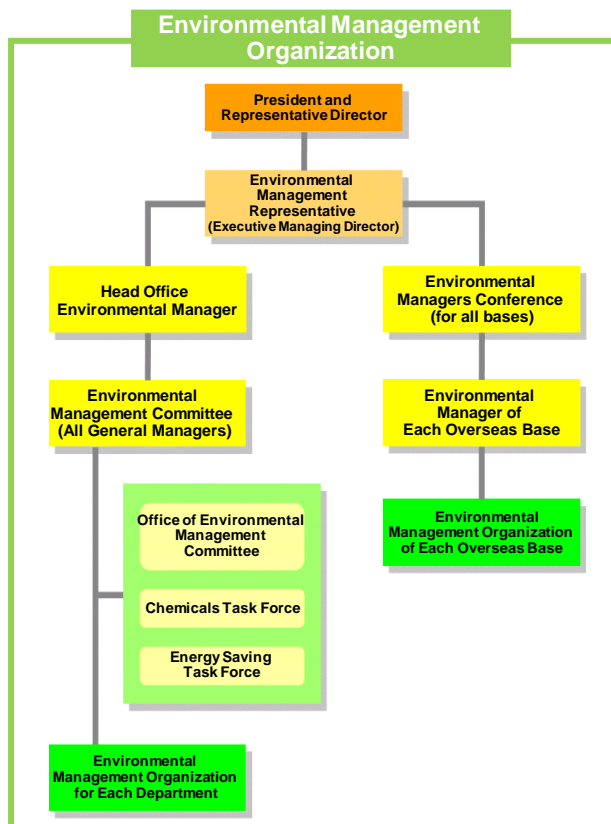 Environmental Management
Organization
President and
Representative Director
Environmental
Management
Representative
(Executive Managing Director)
Head Office
Environmental Manager
Environmental
Managers Conference
(for all bases)
Environmental
Management Committee
(All General Managers)
Environmental
Manager of
Each Overseas Base
Office of Environmental
Management
Committee
Chemicals Task Force
Energy Saving
Task Force
Environmental
Management Organization
of Each Overseas Base
Environmental
Management Organization
for Each Department